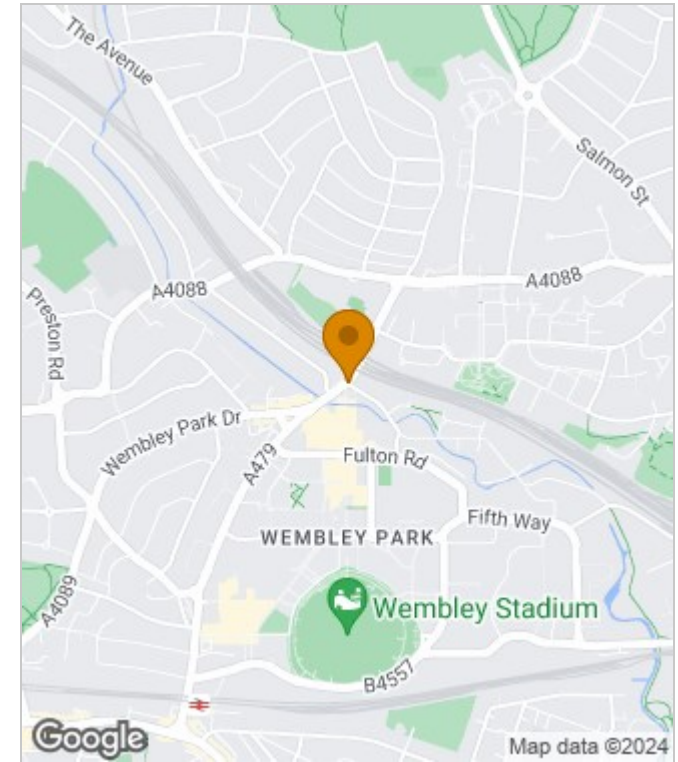 The Avenue
Salmon St
A4088
A4088
Preston Rd
Wembley Park Dr
A479
Fulton Rd
Fifth Way
WEMBLEY PARK
A4089
Wembley Stadium
B4557
Google
Map data ©2024